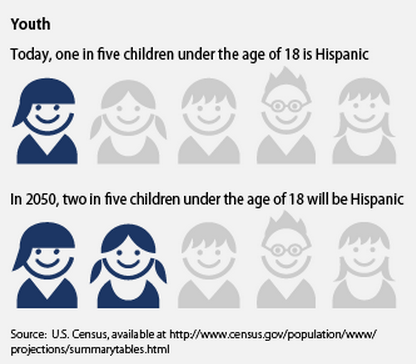 Youth
Today, one in five children under the age of 18 is Hispanic
In 2050, two in five children under the age of 18 will be Hispanic
Source: U.S. Census, available at http://www.census.gov/population/www/
projections/summarytables.html